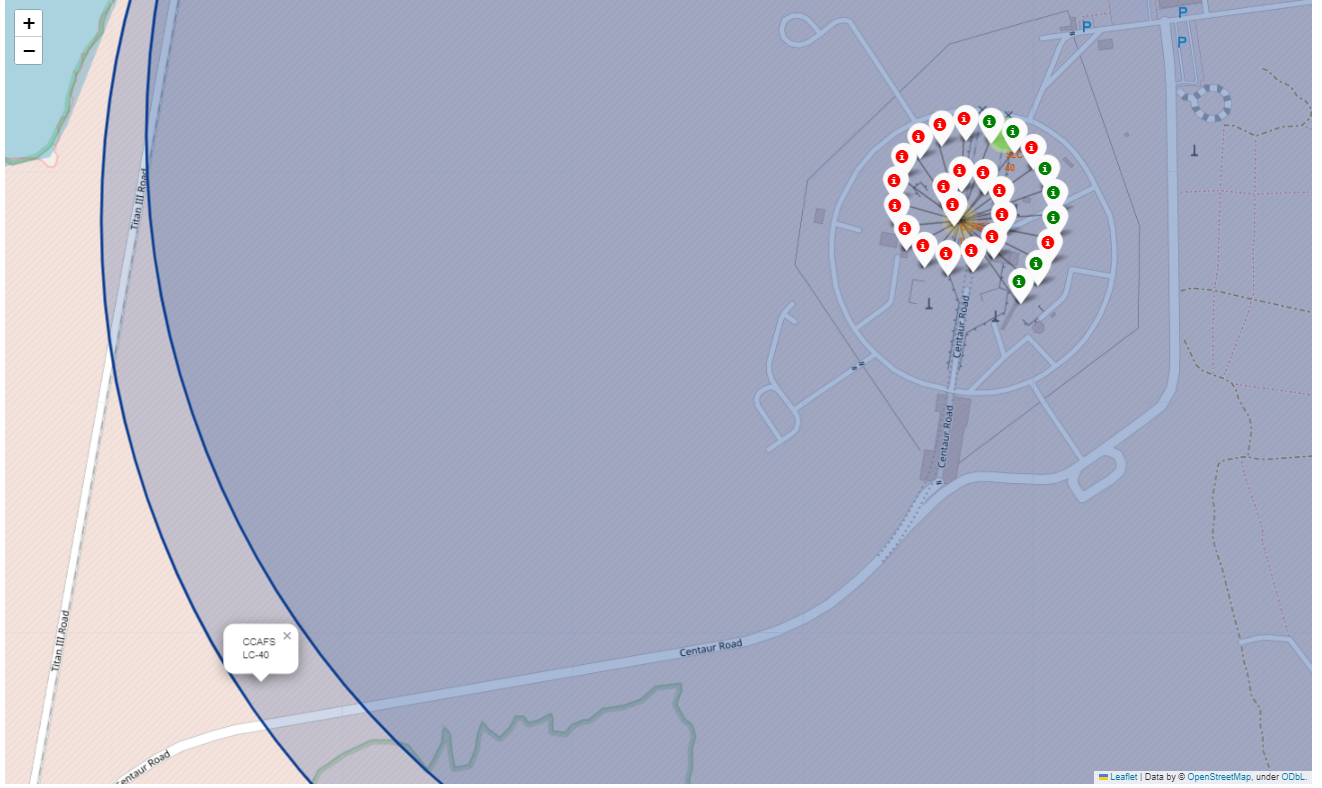 +
−
P
P
P
Titan III Road
40
Centaur Road
Centaur Road
CCAFS ×
LC-40
Titan III Road
Centaur Road
Centaur Road
Leaflet | Data by © OpenStreetMap, under ODbL.